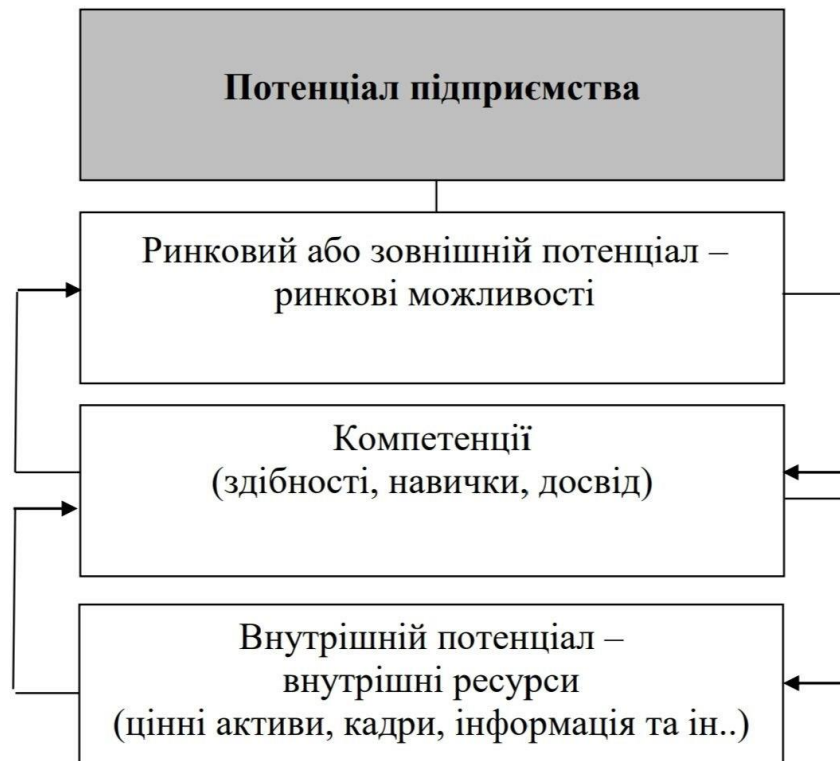 Потенціал підприємства
Ринковий або зовнішній потенціал –
ринкові можливості
Компетенції
(здібності, навички, досвід)
Внутрішній потенціал –
внутрішні ресурси
(цінні активи, кадри, інформація та ін..)